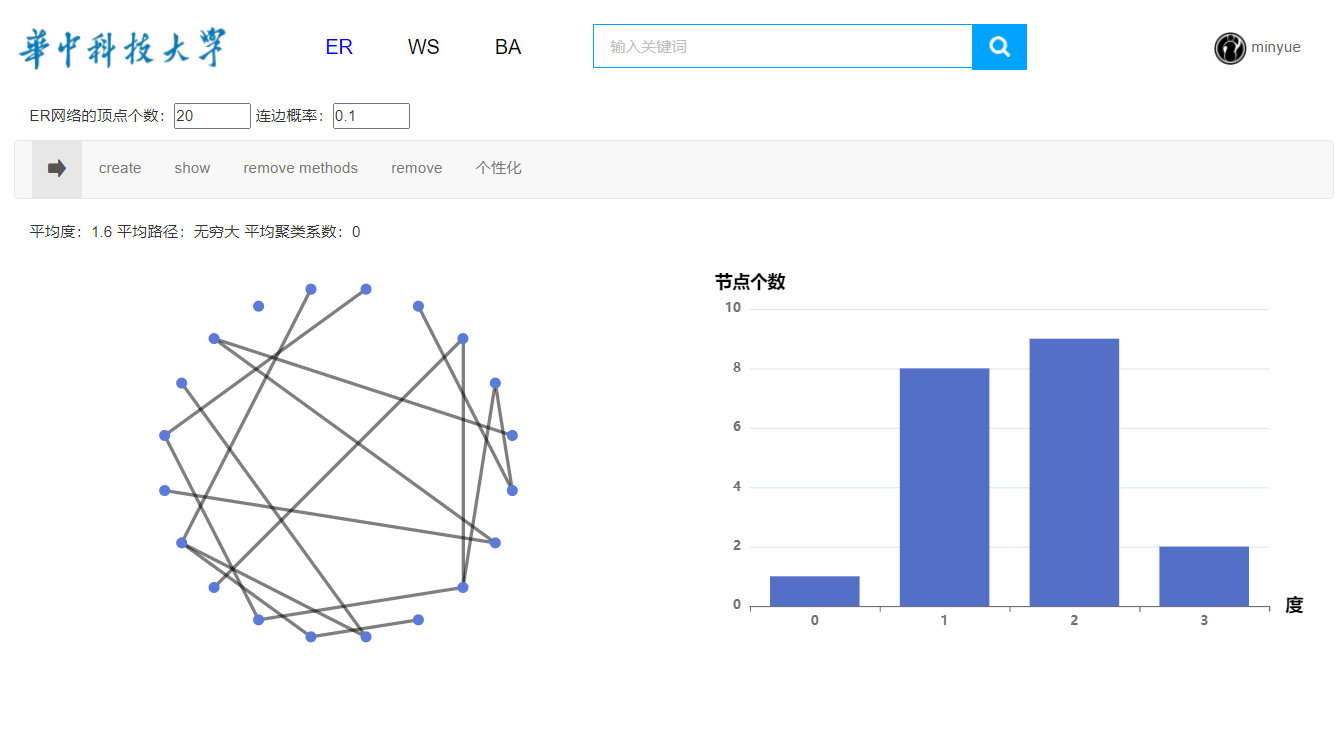 華中科技大学
ER WS BA
输入关键词
minyue
ER网络的顶点个数：20 连边概率：0.1
create show remove methods remove 个性化
平均度：1.6 平均路径：无穷大 平均聚类系数：0
节点个数
10
8
6
4
2
0
0 1 2 3
度